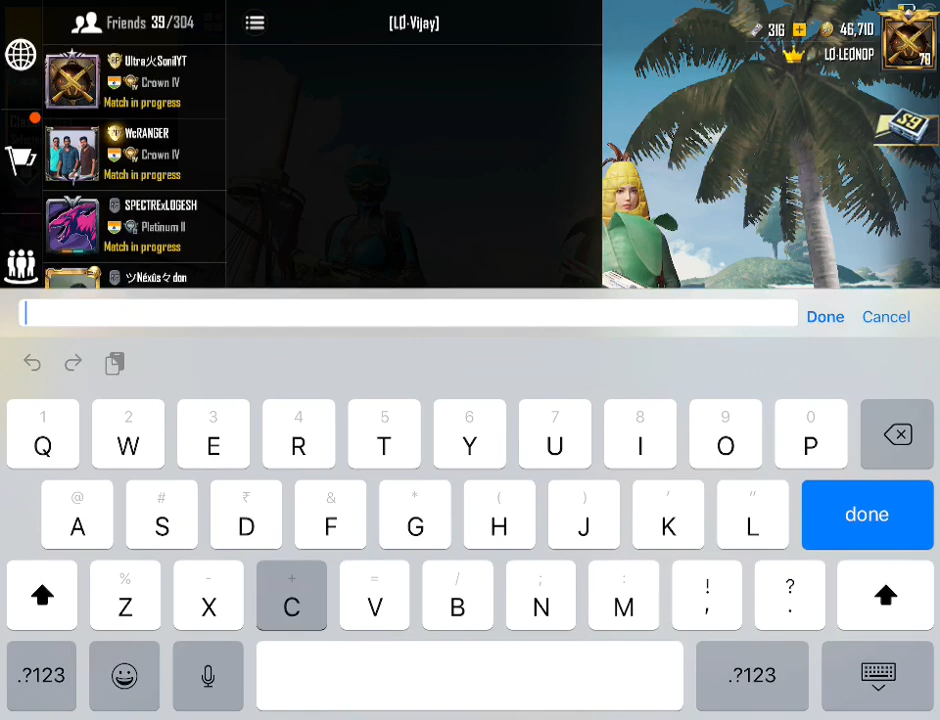 Friends 39/304
[LØ·Vijay]
316
46,710
LØ·LEØNOP
78
Ultra火SonilYT
Crown IV
Match in progress
WcRANGER
Crown IV
Match in progress
SPECTRExLOGESH
Platinum II
Match in progress
ツNéxûs々don
Done Cancel
1 2 3 4 5 6 7 8 9 0
Q W E R T Y U I O P
@ # ₹ & * ( ) ' "
A S D F G H J K L done
% - + = / ; : ! ?
Z X C V B N M , .
.?123 .?123